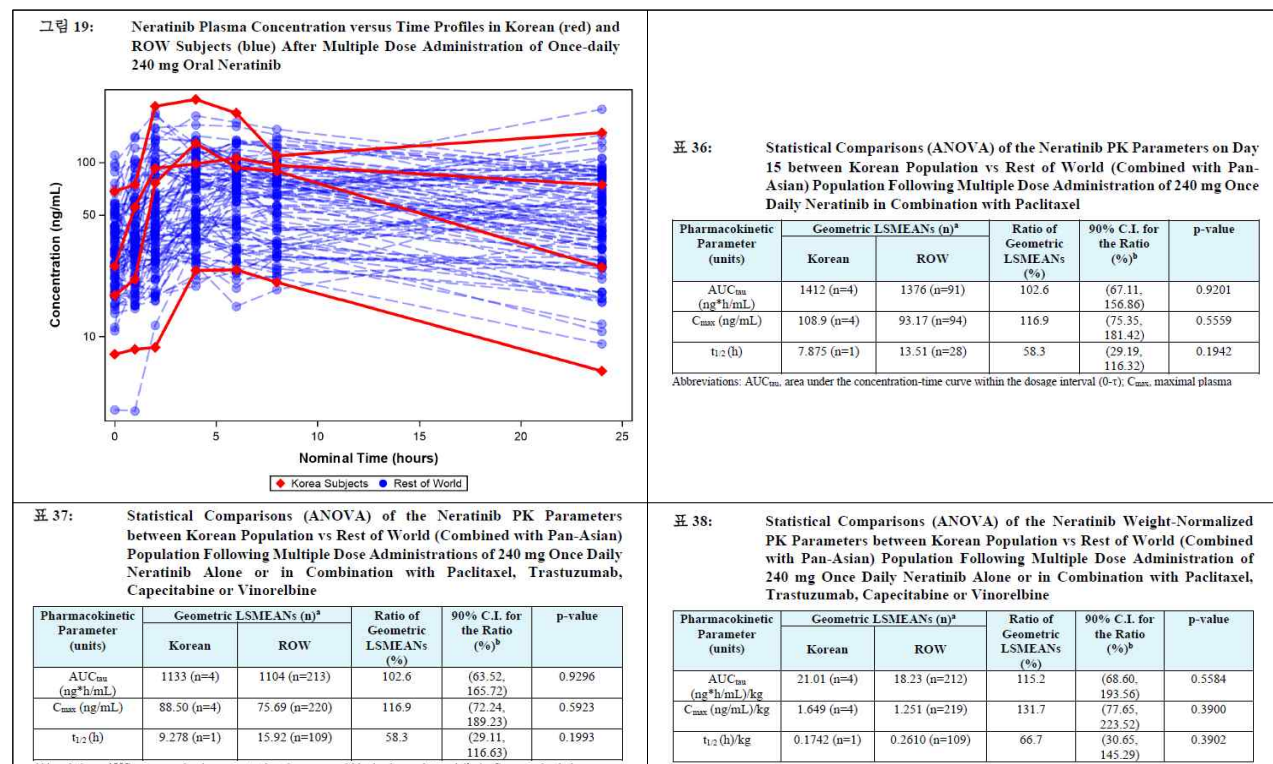 그림 19: Neratinib Plasma Concentration versus Time Profiles in Korean (red) and
ROW Subjects (blue) After Multiple Dose Administration of Once-daily
240 mg Oral Neratinib
Concentration (ng/mL)
100
50
10
0 5 10 15 20 25
Nominal Time (hours)
Korea Subjects Rest of World
표 36: Statistical Comparisons (ANOVA) of the Neratinib PK Parameters on Day
15 between Korean Population vs Rest of World (Combined with Pan-
Asian) Population Following Multiple Dose Administration of 240 mg Once
Daily Neratinib in Combination with Paclitaxel
Pharmacokinetic Geometric LSMEANs (n)ᵃ Ratio of 90% C.I. for p-value
Parameter Geometric the Ratio
(units) Korean ROW LSMEANs (%)ᵇ
(%)
AUCtau 1412 (n=4) 1376 (n=91) 102.6 (67.11, 0.9201
(ng*h/mL) 156.86)
Cmax (ng/mL) 108.9 (n=4) 93.17 (n=94) 116.9 (75.35, 0.5559
181.42)
t1/2 (h) 7.875 (n=1) 13.51 (n=28) 58.3 (29.19, 0.1942
116.32)
Abbreviations: AUCtau, area under the concentration-time curve within the dosage interval (0-τ); Cmax, maximal plasma
표 37: Statistical Comparisons (ANOVA) of the Neratinib PK Parameters
between Korean Population vs Rest of World (Combined with Pan-Asian)
Population Following Multiple Dose Administrations of 240 mg Once Daily
Neratinib Alone or in Combination with Paclitaxel, Trastuzumab,
Capecitabine or Vinorelbine
Pharmacokinetic Geometric LSMEANs (n)ᵃ Ratio of 90% C.I. for p-value
Parameter Geometric the Ratio
(units) Korean ROW LSMEANs (%)ᵇ
(%)
AUCtau 1133 (n=4) 1104 (n=213) 102.6 (63.52, 0.9296
(ng*h/mL) 165.72)
Cmax (ng/mL) 88.50 (n=4) 75.69 (n=220) 116.9 (72.24, 0.5923
189.23)
t1/2 (h) 9.278 (n=1) 15.92 (n=109) 58.3 (29.11, 0.1993
116.63)
표 38: Statistical Comparisons (ANOVA) of the Neratinib Weight-Normalized
PK Parameters between Korean Population vs Rest of World (Combined
with Pan-Asian) Population Following Multiple Dose Administration of
240 mg Once Daily Neratinib Alone or in Combination with Paclitaxel,
Trastuzumab, Capecitabine or Vinorelbine
Pharmacokinetic Geometric LSMEANs (n)ᵃ Ratio of 90% C.I. for p-value
Parameter Geometric the Ratio
(units) Korean ROW LSMEANs (%)ᵇ
(%)
AUCtau 21.01 (n=4) 18.23 (n=212) 115.2 (68.60, 0.5584
(ng*h/mL)/kg 193.56)
Cmax (ng/mL)/kg 1.649 (n=4) 1.251 (n=219) 131.7 (77.65, 0.3900
223.52)
t1/2 (h)/kg 0.1742 (n=1) 0.2610 (n=109) 66.7 (30.65, 0.3902
145.29)